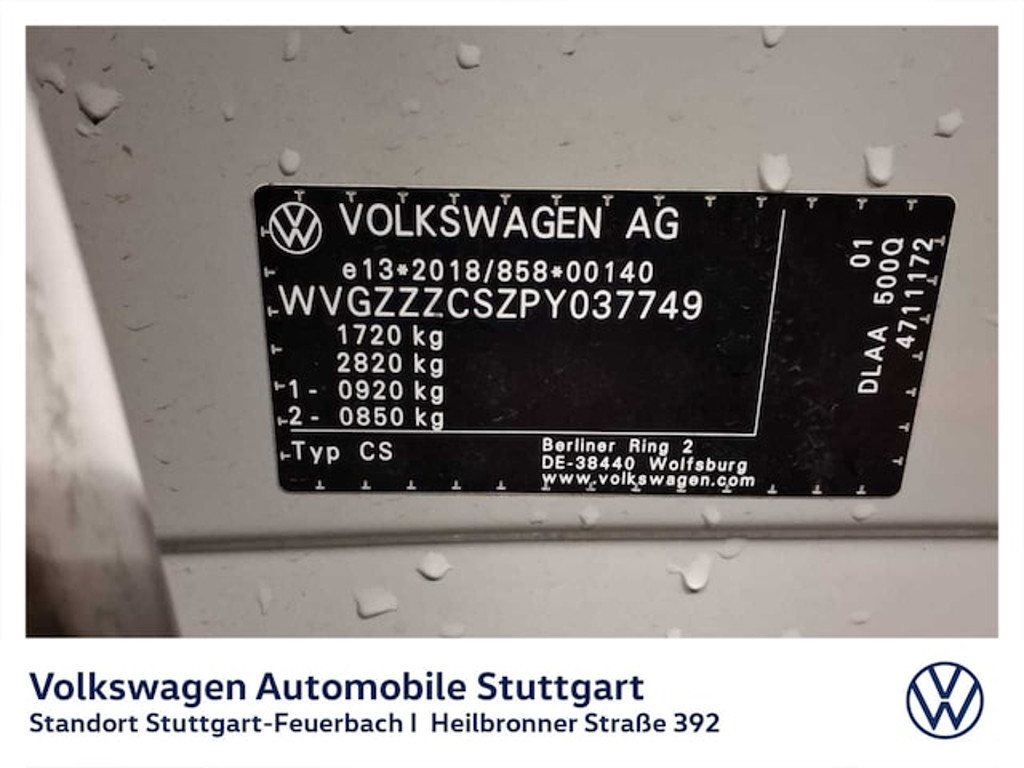 VOLKSWAGEN AG
e13*2018/858*00140
WVGZZZCSZPY037749
1720 kg
2820 kg
1- 0920 kg
2- 0850 kg
Typ CS
Berliner Ring 2
DE-38440 Wolfsburg
www.volkswagen.com
01
DLAA 500Q
4711172
Volkswagen Automobile Stuttgart
Standort Stuttgart-Feuerbach I Heilbronner Straße 392